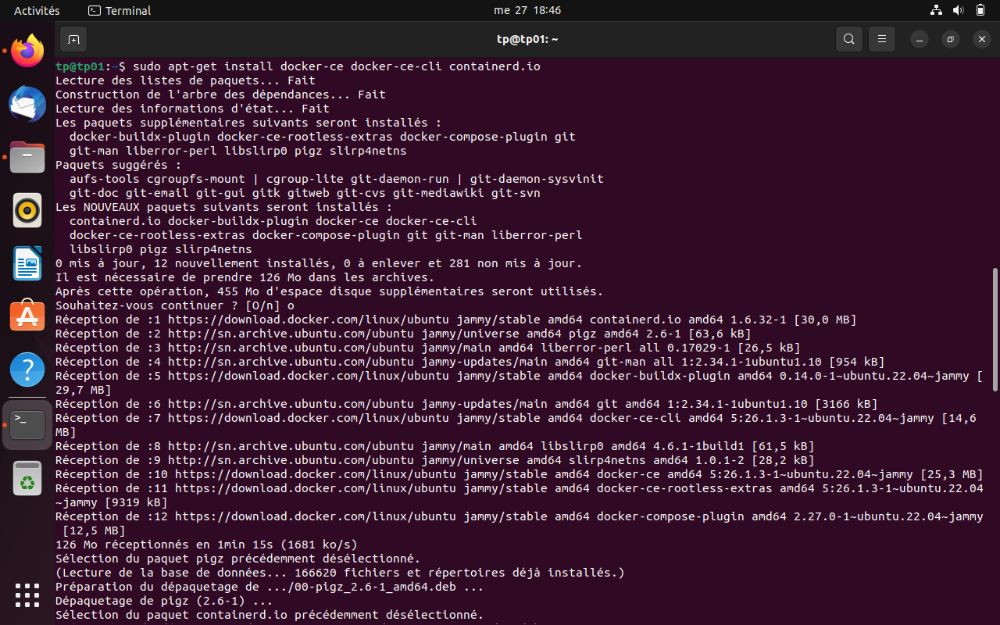 Activités
Terminal
me 27 18:46
tp@tp01: ~
tp@tp01:~$ sudo apt-get install docker-ce docker-ce-cli containerd.io
Lecture des listes de paquets... Fait
Construction de l'arbre des dépendances... Fait
Lecture des informations d'état... Fait
Les paquets supplémentaires suivants seront installés :
  docker-buildx-plugin docker-ce-rootless-extras docker-compose-plugin git
  git-man liberror-perl libslirp0 pigz slirp4netns
Paquets suggérés :
  aufs-tools cgroupfs-mount | cgroup-lite git-daemon-run | git-daemon-sysvinit
  git-doc git-email git-gui gitk gitweb git-cvs git-mediawiki git-svn
Les NOUVEAUX paquets suivants seront installés :
  containerd.io docker-buildx-plugin docker-ce docker-ce-cli
  docker-ce-rootless-extras docker-compose-plugin git git-man liberror-perl
  libslirp0 pigz slirp4netns
0 mis à jour, 12 nouvellement installés, 0 à enlever et 281 non mis à jour.
Il est nécessaire de prendre 126 Mo dans les archives.
Après cette opération, 455 Mo d'espace disque supplémentaires seront utilisés.
Souhaitez-vous continuer ? [O/n] o
Réception de :1 https://download.docker.com/linux/ubuntu jammy/stable amd64 containerd.io amd64 1.6.32-1 [30,0 MB]
Réception de :2 http://sn.archive.ubuntu.com/ubuntu jammy/universe amd64 pigz amd64 2.6-1 [63,6 kB]
Réception de :3 http://sn.archive.ubuntu.com/ubuntu jammy/main amd64 liberror-perl all 0.17029-1 [26,5 kB]
Réception de :4 http://sn.archive.ubuntu.com/ubuntu jammy-updates/main amd64 git-man all 1:2.34.1-1ubuntu1.10 [954 kB]
Réception de :5 https://download.docker.com/linux/ubuntu jammy/stable amd64 docker-buildx-plugin amd64 0.14.0-1~ubuntu.22.04~jammy [
29,7 MB]
Réception de :6 http://sn.archive.ubuntu.com/ubuntu jammy-updates/main amd64 git amd64 1:2.34.1-1ubuntu1.10 [3166 kB]
Réception de :7 https://download.docker.com/linux/ubuntu jammy/stable amd64 docker-ce-cli amd64 5:26.1.3-1~ubuntu.22.04~jammy [14,6
MB]
Réception de :8 http://sn.archive.ubuntu.com/ubuntu jammy/main amd64 libslirp0 amd64 4.6.1-1build1 [61,5 kB]
Réception de :9 http://sn.archive.ubuntu.com/ubuntu jammy/universe amd64 slirp4netns amd64 1.0.1-2 [28,2 kB]
Réception de :10 https://download.docker.com/linux/ubuntu jammy/stable amd64 docker-ce amd64 5:26.1.3-1~ubuntu.22.04~jammy [25,3 MB]
Réception de :11 https://download.docker.com/linux/ubuntu jammy/stable amd64 docker-ce-rootless-extras amd64 5:26.1.3-1~ubuntu.22.04
~jammy [9319 kB]
Réception de :12 https://download.docker.com/linux/ubuntu jammy/stable amd64 docker-compose-plugin amd64 2.27.0-1~ubuntu.22.04~jammy
 [12,5 MB]
126 Mo réceptionnés en 1min 15s (1681 ko/s)
Sélection du paquet pigz précédemment désélectionné.
(Lecture de la base de données... 166620 fichiers et répertoires déjà installés.)
Préparation du dépaquetage de .../00-pigz_2.6-1_amd64.deb ...
Dépaquetage de pigz (2.6-1) ...
Sélection du paquet containerd.io précédemment désélectionné.